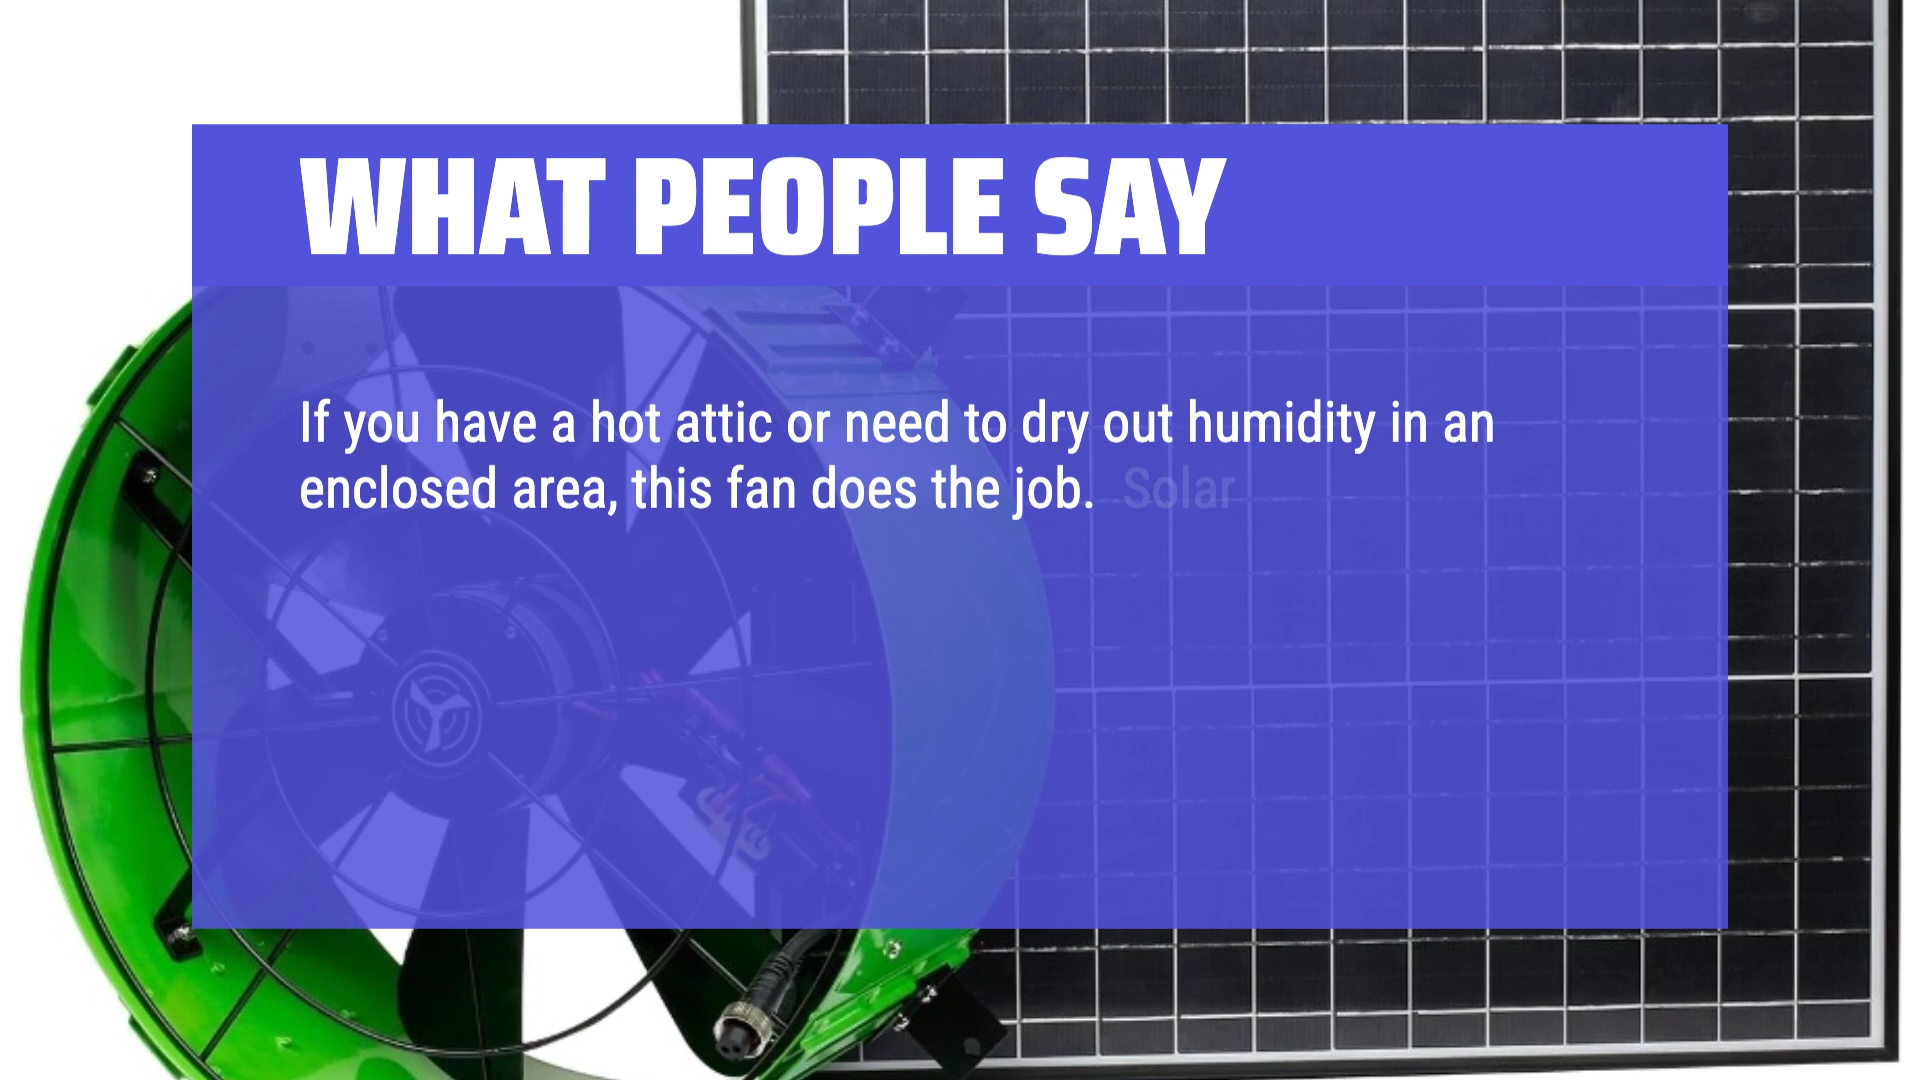 WHAT PEOPLE SAY
If you have a hot attic or need to dry out humidity in an
enclosed area, this fan does the job. Solar